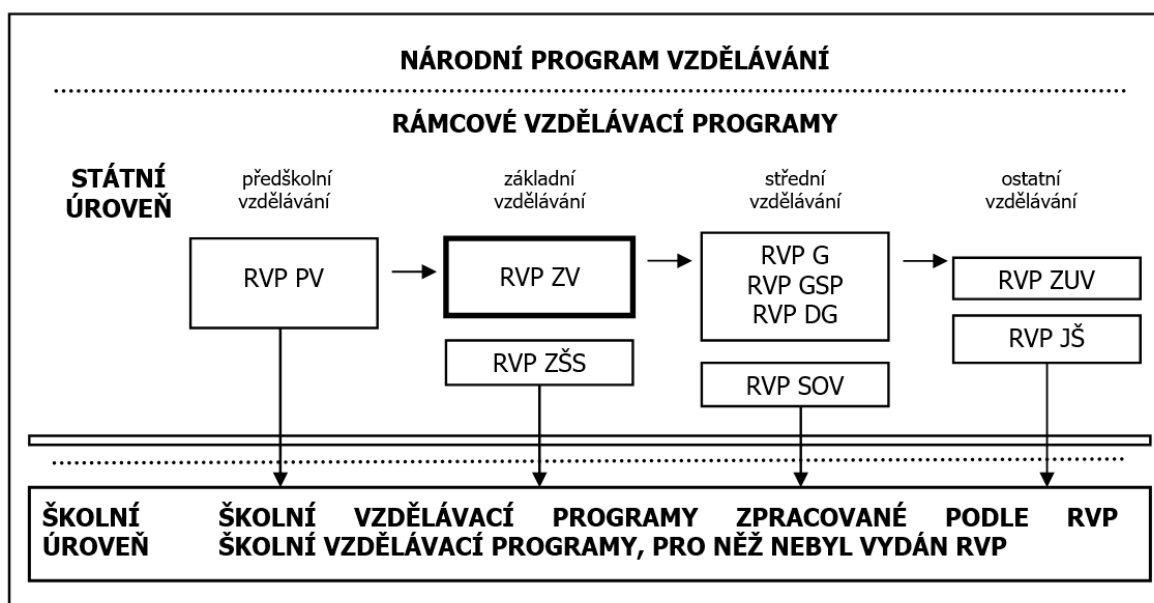 NÁRODNÍ PROGRAM VZDĚLÁVÁNÍ
RÁMCOVÉ VZDĚLÁVACÍ PROGRAMY
STÁTNÍ
ÚROVEŇ
předškolní
vzdělávání
základní
vzdělávání
střední
vzdělávání
ostatní
vzdělávání
RVP PV
RVP ZV
RVP ZŠS
RVP G
RVP GSP
RVP DG
RVP SOV
RVP ZUV
RVP JŠ
ŠKOLNÍ
ÚROVEŇ
ŠKOLNÍ VZDĚLÁVACÍ PROGRAMY ZPRACOVANÉ PODLE RVP
ŠKOLNÍ VZDĚLÁVACÍ PROGRAMY, PRO NĚŽ NEBYL VYDÁN RVP